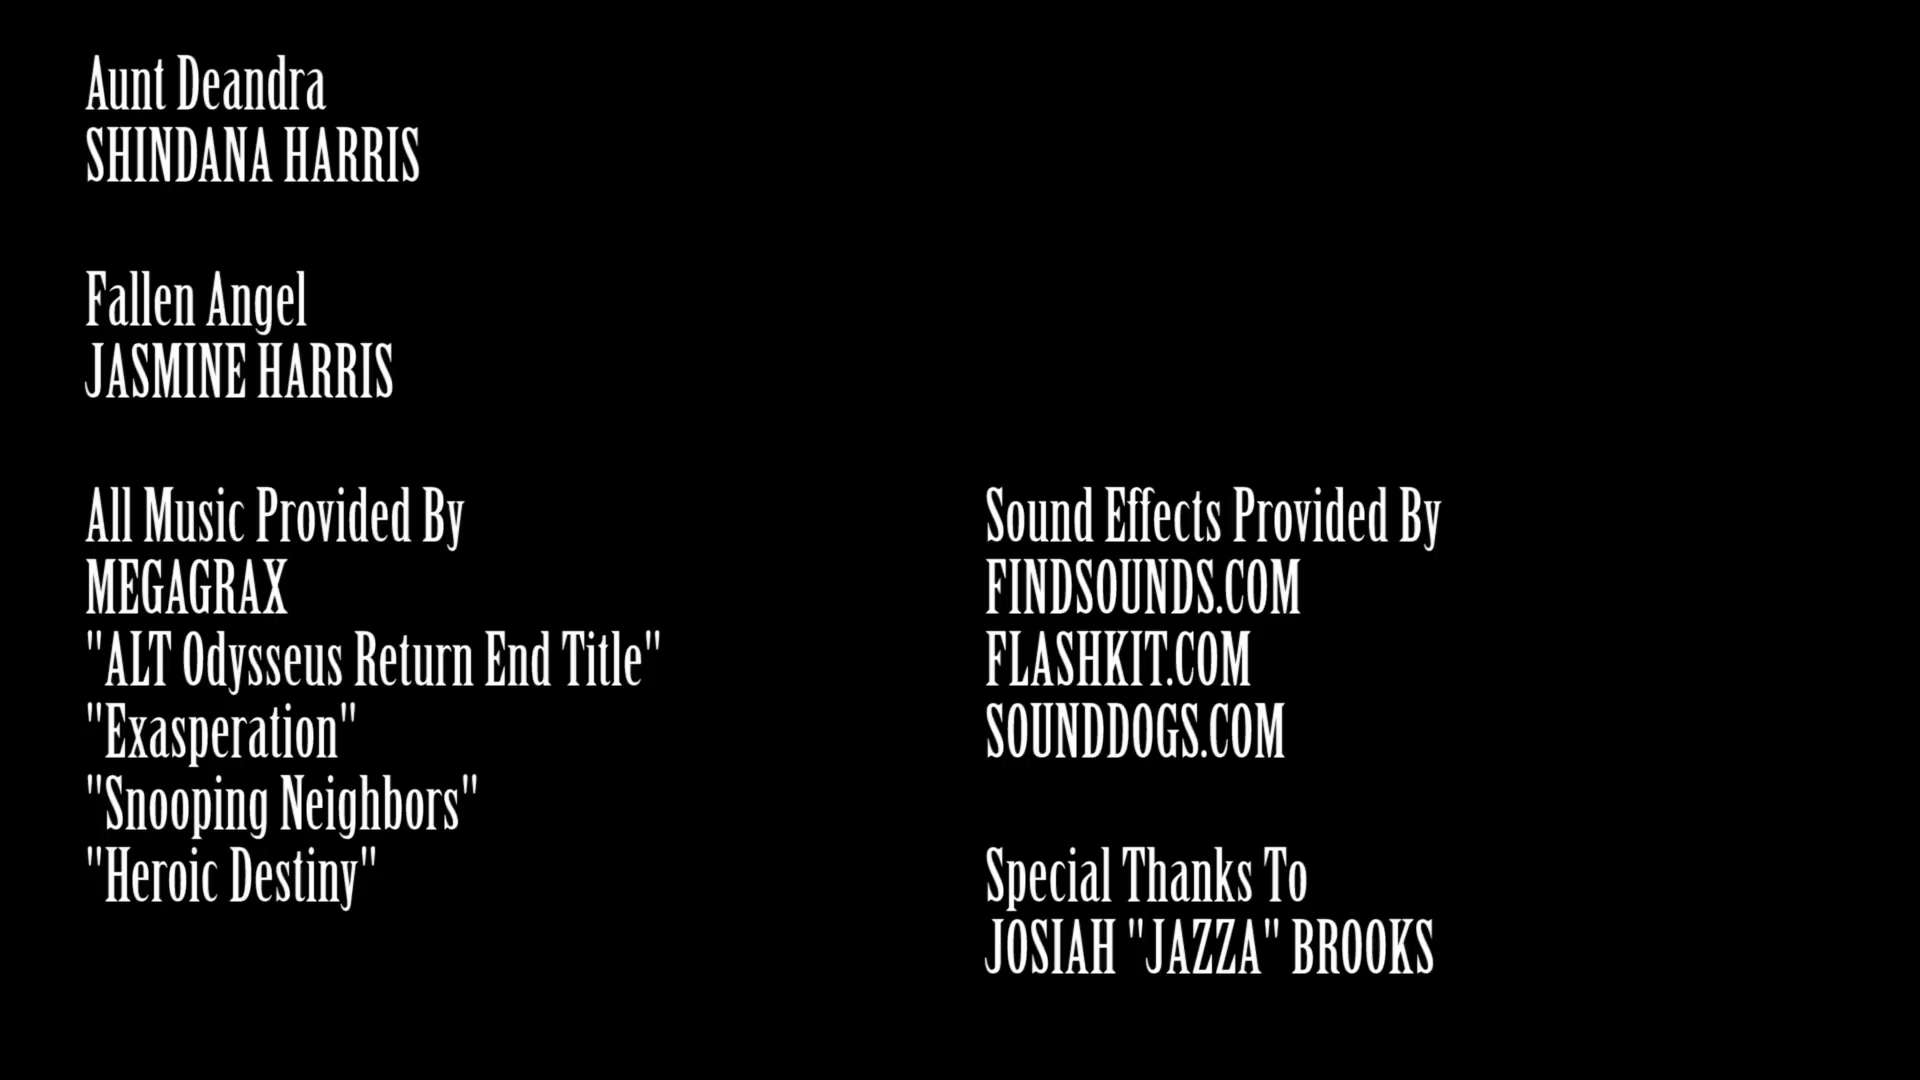 Aunt Deandra
SHINDANA HARRIS
Fallen Angel
JASMINE HARRIS
All Music Provided By
MEGAGRAX
"ALT Odysseus Return End Title"
"Exasperation"
"Snooping Neighbors"
"Heroic Destiny"
Sound Effects Provided By
FINDSOUNDS.COM
FLASHKIT.COM
SOUNDDOGS.COM
Special Thanks To
JOSIAH "JAZZA" BROOKS